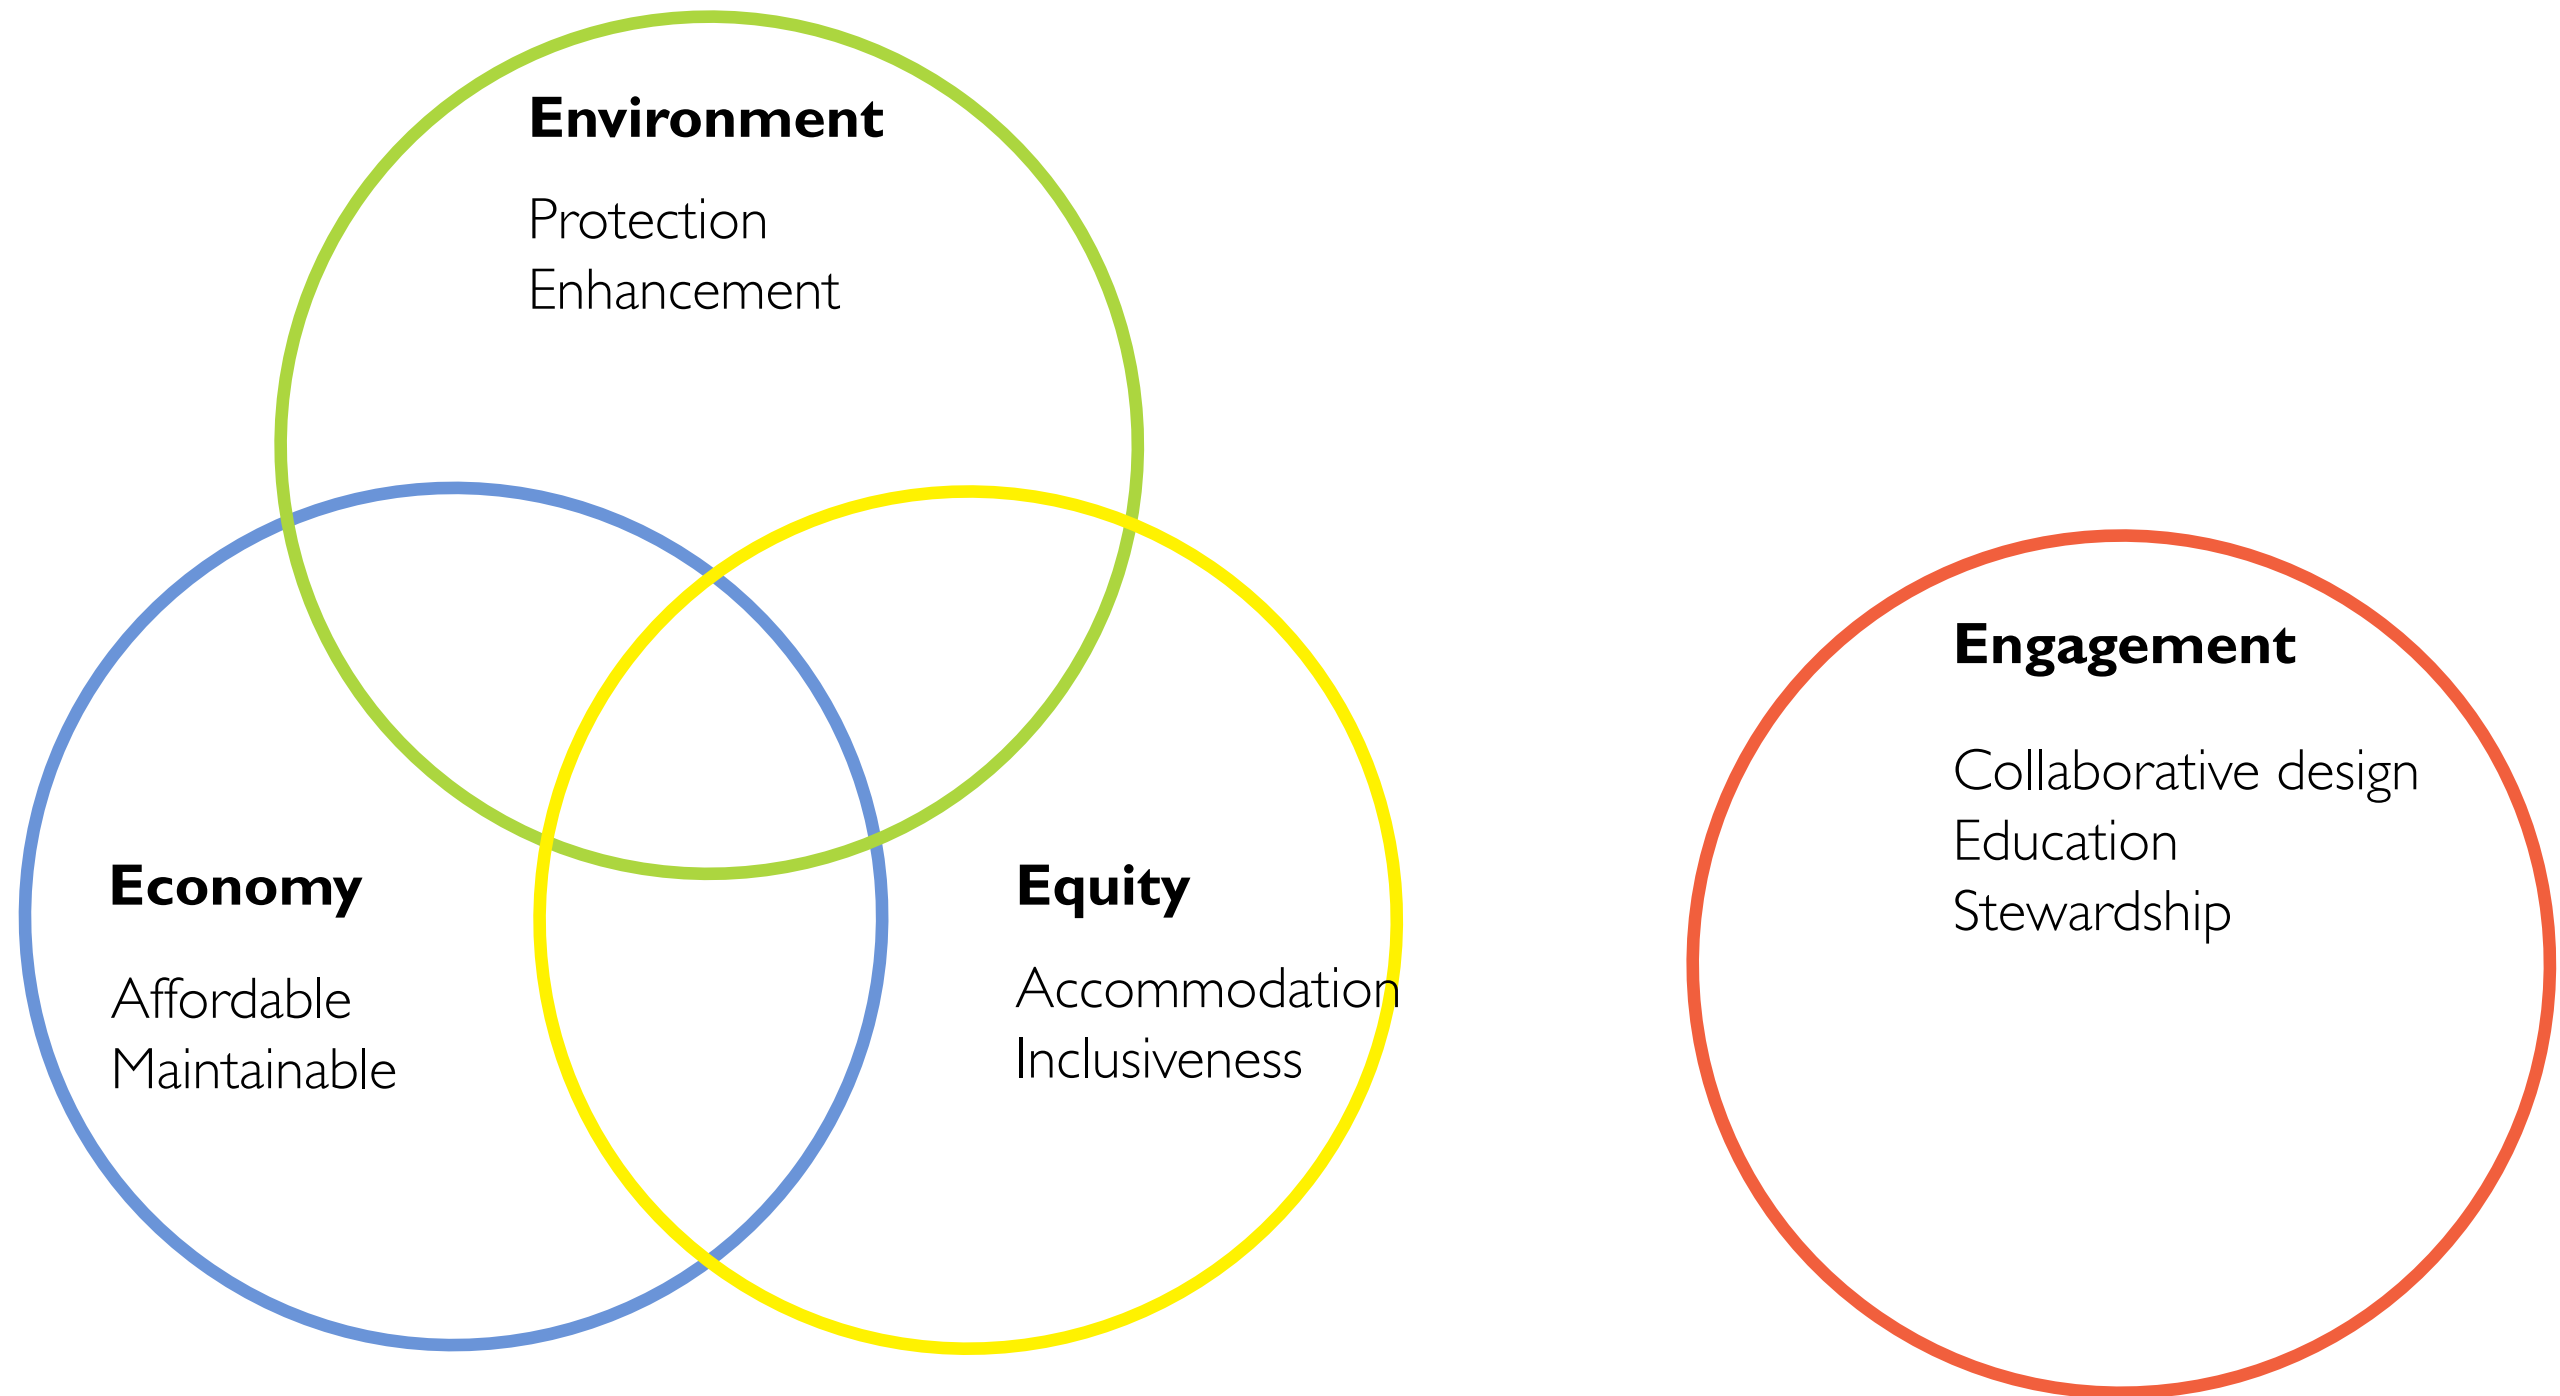 Environment
Protection
Enhancement
Economy
Affordable
Maintainable
Equity
Accommodation
Inclusiveness
Engagement
Collaborative design
Education
Stewardship